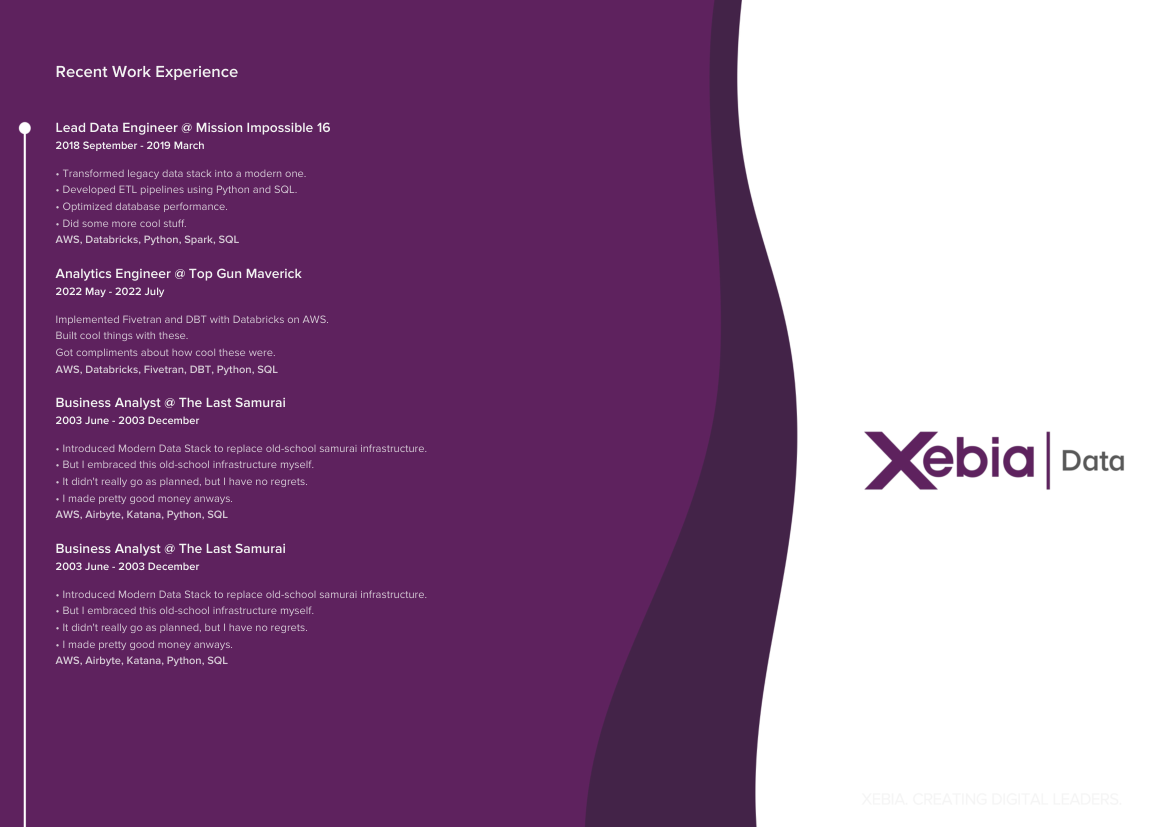 Recent Work Experience
Lead Data Engineer @ Mission Impossible 16
2018 September - 2019 March
• Transformed legacy data stack into a modern one.
• Developed ETL pipelines using Python and SQL.
• Optimized database performance.
• Did some more cool stuff.
AWS, Databricks, Python, Spark, SQL
Analytics Engineer @ Top Gun Maverick
2022 May - 2022 July
Implemented Fivetran and DBT with Databricks on AWS.
Built cool things with these.
Got compliments about how cool these were.
AWS, Databricks, Fivetran, DBT, Python, SQL
Business Analyst @ The Last Samurai
2003 June - 2003 December
• Introduced Modern Data Stack to replace old-school samurai infrastructure.
• But I embraced this old-school infrastructure myself.
• It didn't really go as planned, but I have no regrets.
• I made pretty good money anways.
AWS, Airbyte, Katana, Python, SQL
Business Analyst @ The Last Samurai
2003 June - 2003 December
• Introduced Modern Data Stack to replace old-school samurai infrastructure.
• But I embraced this old-school infrastructure myself.
• It didn't really go as planned, but I have no regrets.
• I made pretty good money anways.
AWS, Airbyte, Katana, Python, SQL
Xebia | Data
XEBIA. CREATING DIGITAL LEADERS.